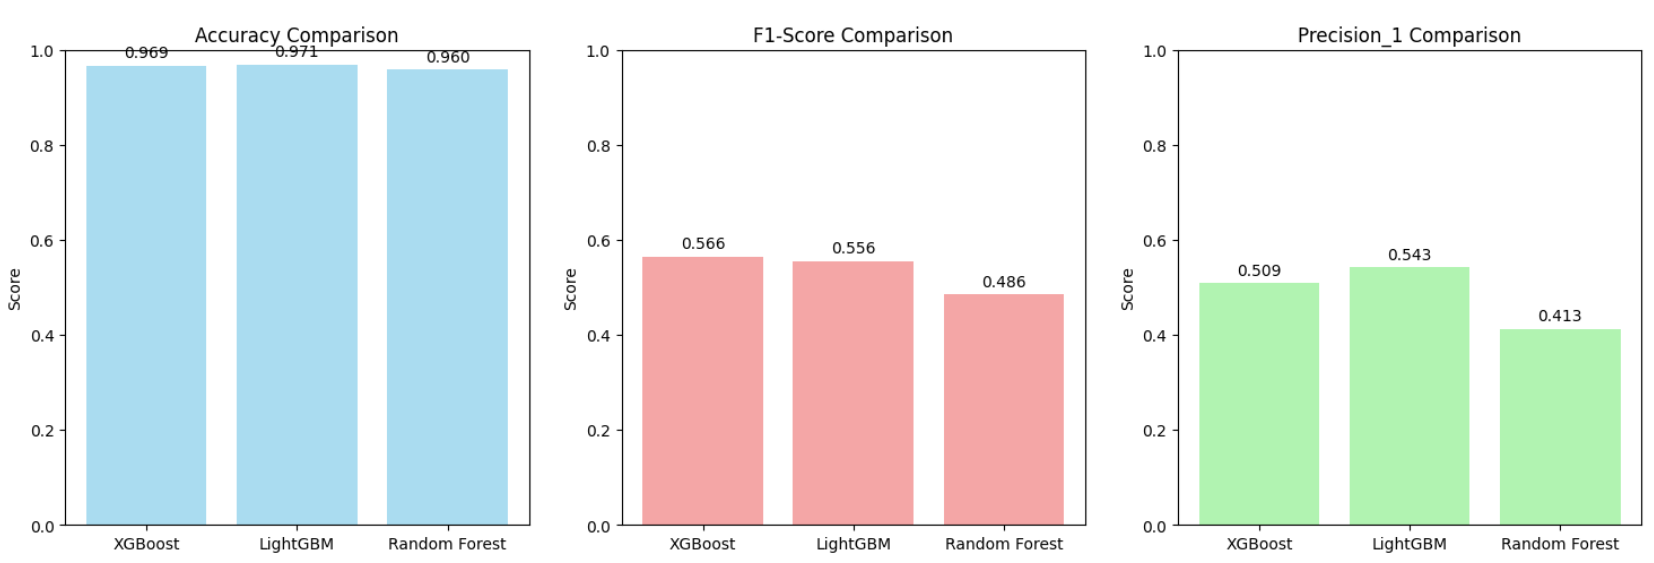 Accuracy Comparison
1.0
0.8
0.6
0.4
0.2
0.0
Score
0.969
0.971
0.960
XGBoost
LightGBM
Random Forest
F1-Score Comparison
1.0
0.8
0.6
0.4
0.2
0.0
Score
0.566
0.556
0.486
XGBoost
LightGBM
Random Forest
Precision_1 Comparison
1.0
0.8
0.6
0.4
0.2
0.0
Score
0.509
0.543
0.413
XGBoost
LightGBM
Random Forest